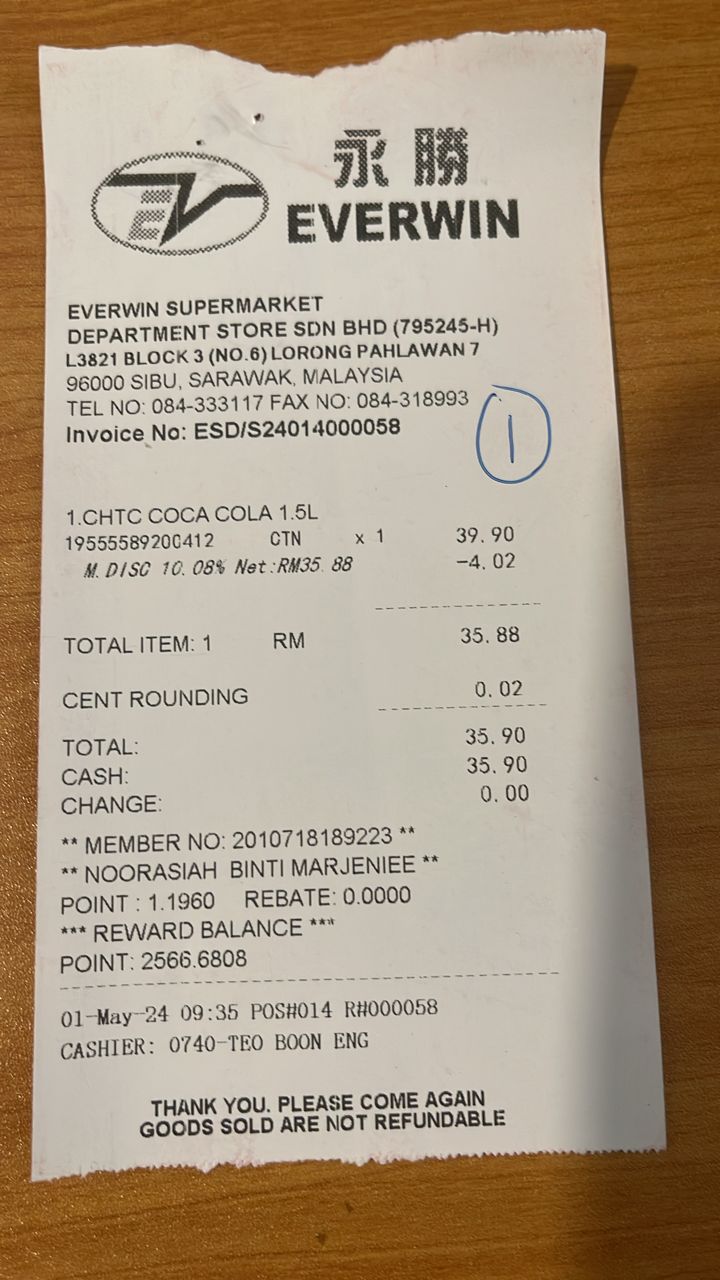 永勝
EV EVERWIN
EVERWIN SUPERMARKET
DEPARTMENT STORE SDN BHD (795245-H)
L3821 BLOCK 3 (NO.6) LORONG PAHLAWAN 7
96000 SIBU, SARAWAK, MALAYSIA
TEL NO: 084-333117 FAX NO: 084-318993
Invoice No: ESD/S24014000058
1
1.CHTC COCA COLA 1.5L
19555589200412 CTN x 1 39.90
M.DISC 10.08% Net:RM35.88 -4.02
TOTAL ITEM: 1 RM 35.88
CENT ROUNDING 0.02
TOTAL: 35.90
CASH: 35.90
CHANGE: 0.00
** MEMBER NO: 2010718189223 **
** NOORASIAH BINTI MARJENIEE **
POINT : 1.1960 REBATE: 0.0000
*** REWARD BALANCE ***
POINT: 2566.6808
01-May-24 09:35 POS#014 R#000058
CASHIER: 0740-TEO BOON ENG
THANK YOU. PLEASE COME AGAIN
GOODS SOLD ARE NOT REFUNDABLE